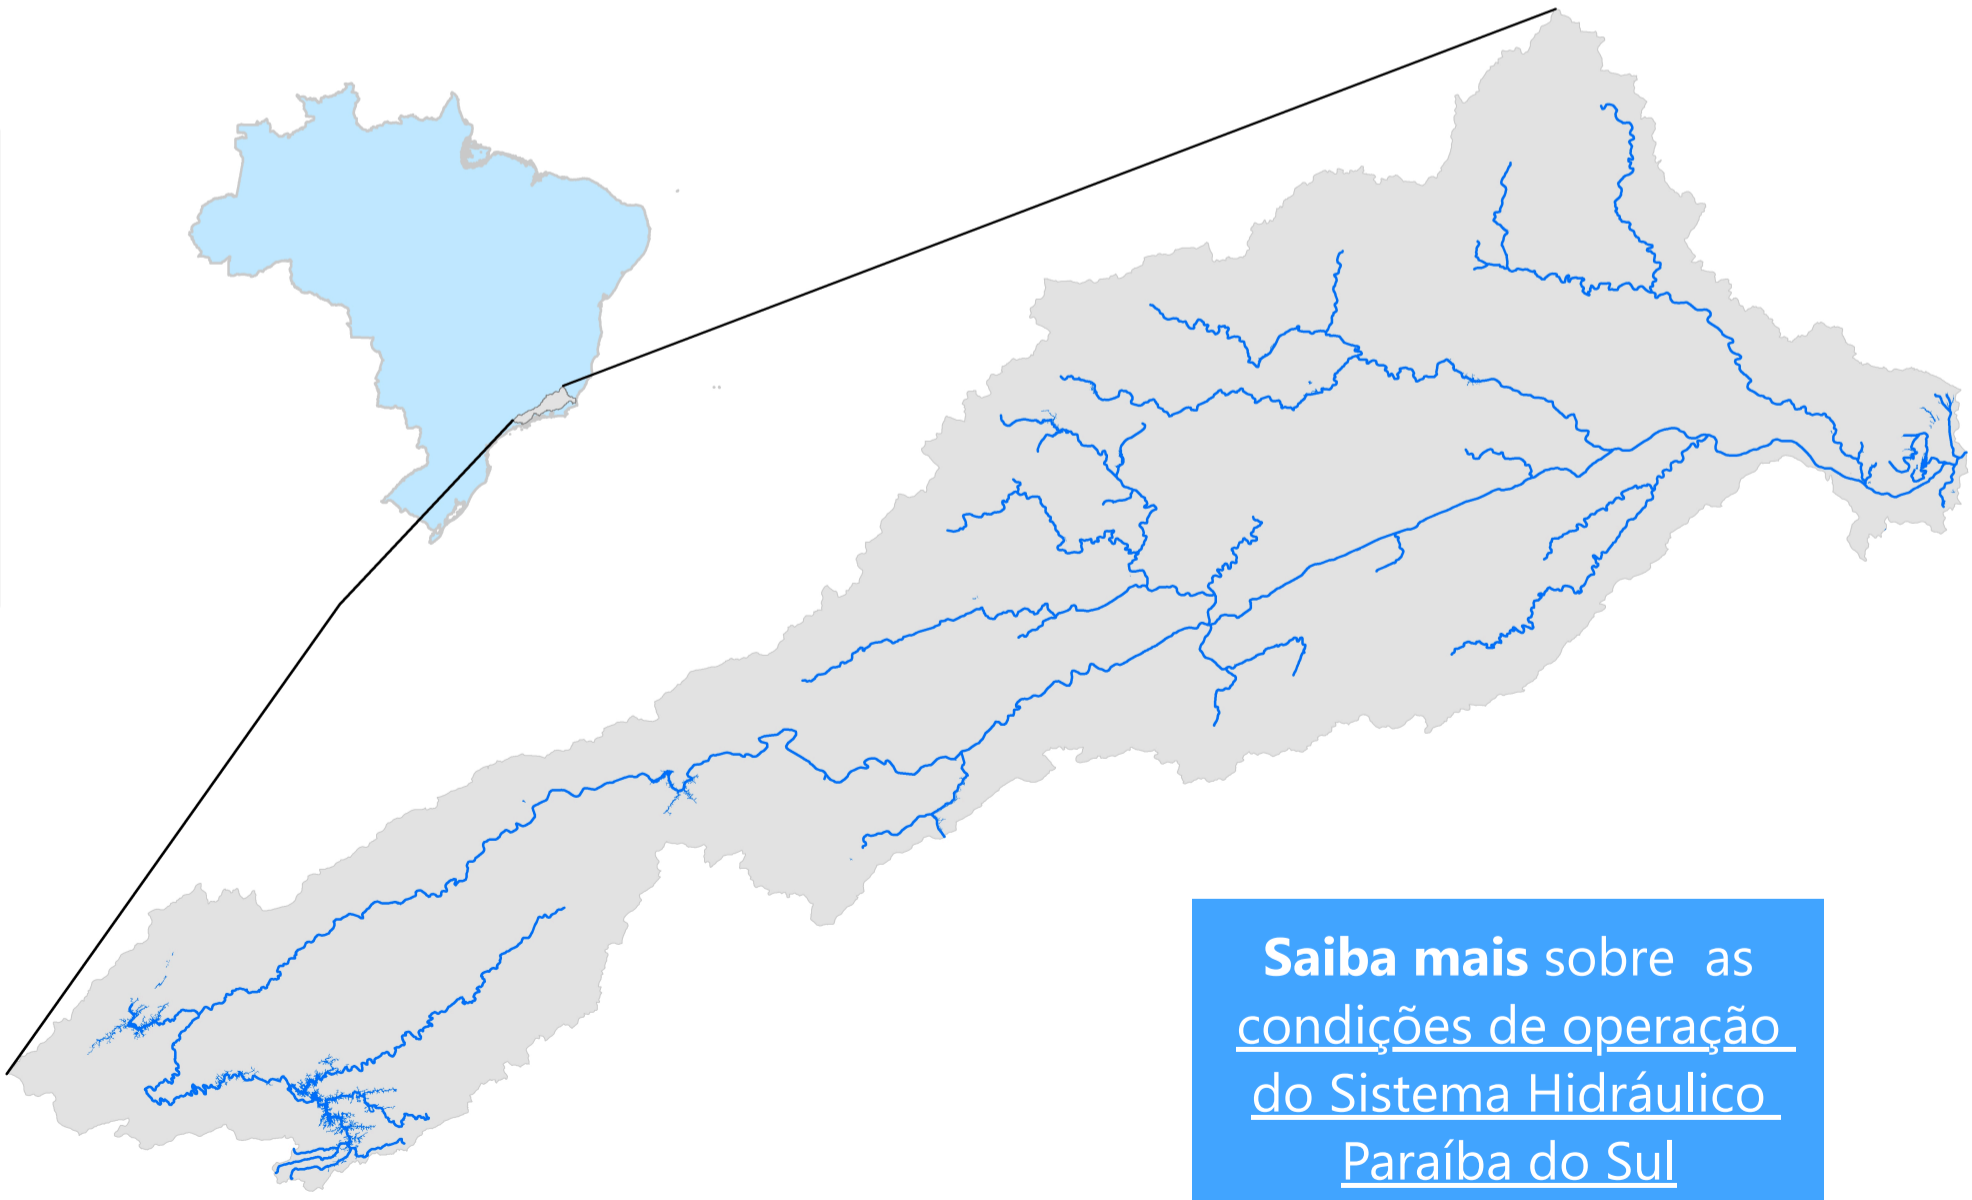 Saiba mais sobre as
condições de operação
do Sistema Hidráulico
Paraíba do Sul